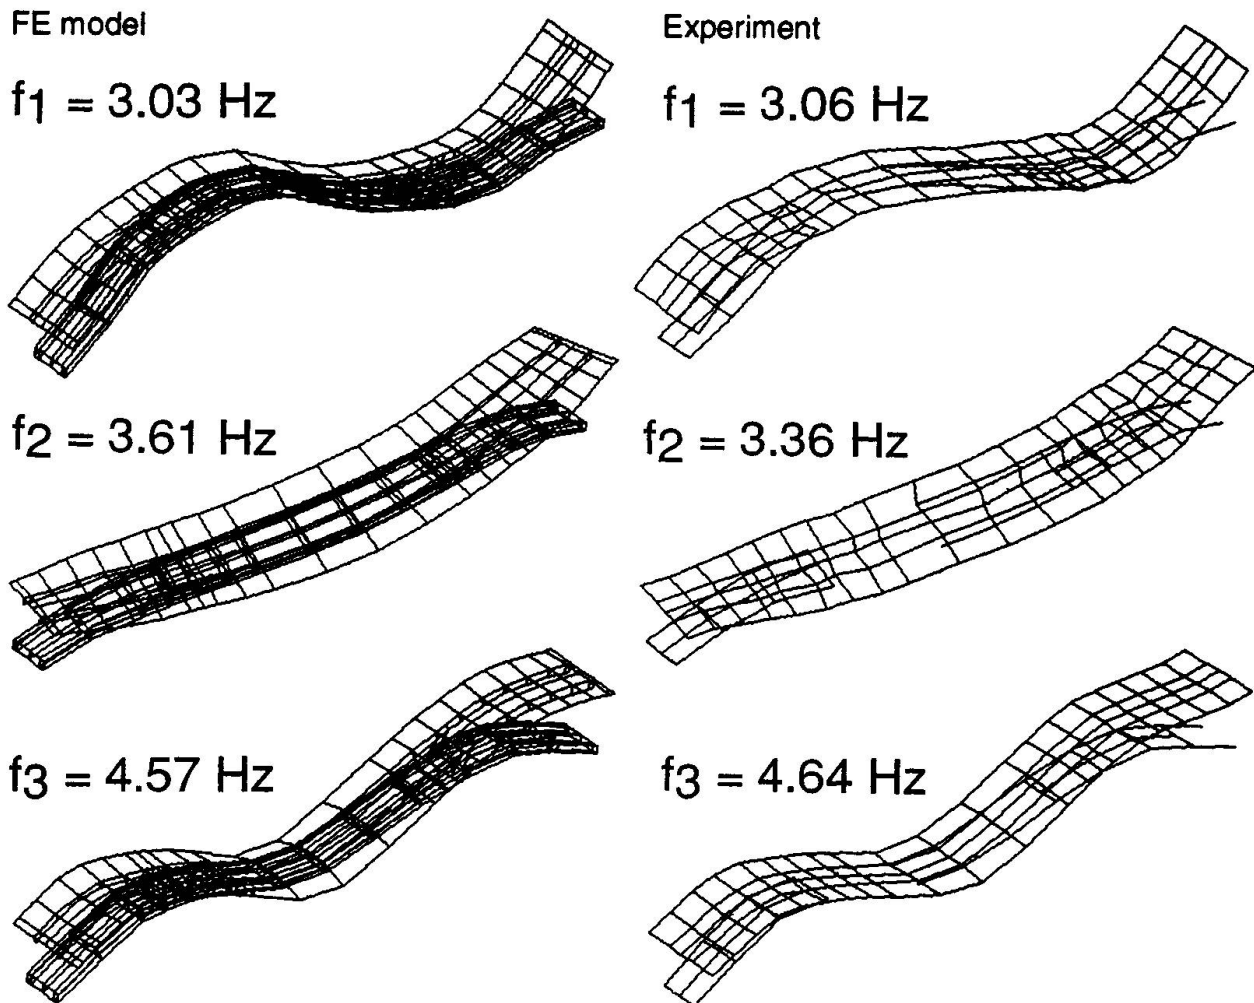 FE model
Experiment
f1 = 3.03 Hz
f1 = 3.06 Hz
f2 = 3.61 Hz
f2 = 3.36 Hz
f3 = 4.57 Hz
f3 = 4.64 Hz